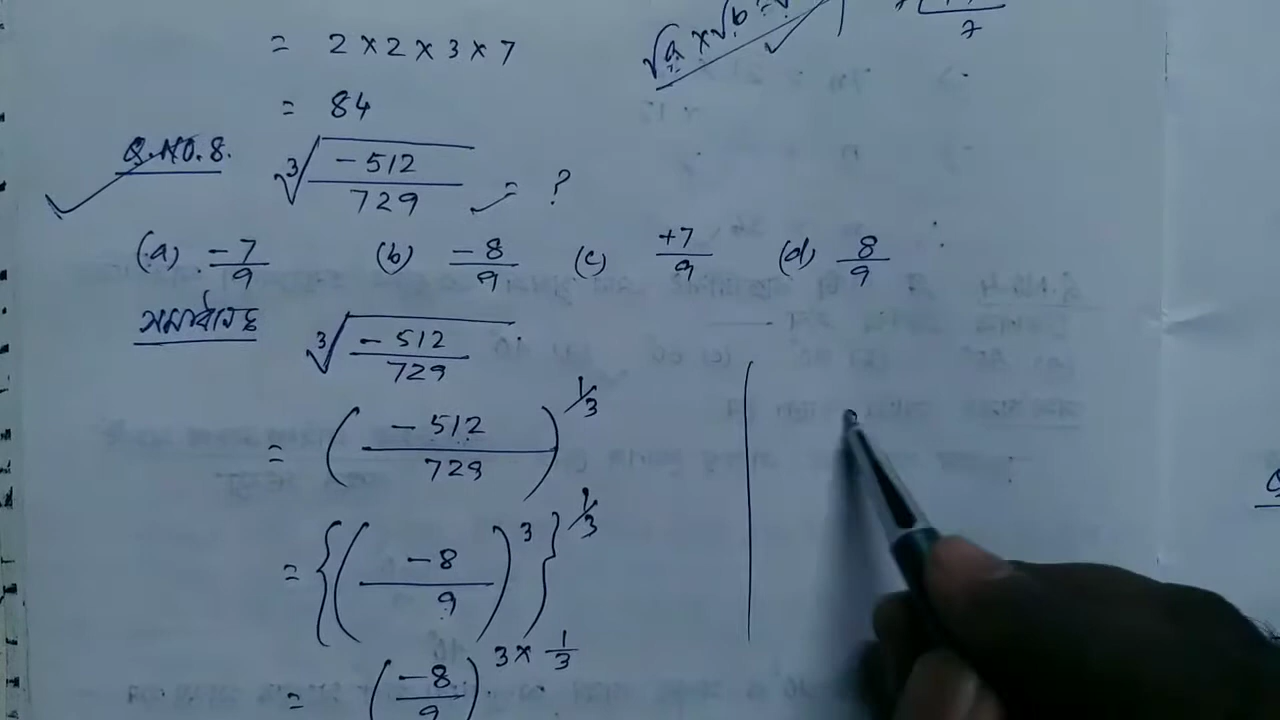 = 2 × 2 × 3 × 7
√a × √b
7
= 84
Q.NO.8. ∛(-512/729) = ?
(a) -7/9 (b) -8/9 (c) +7/9 (d) 8/9
∛(-512/729)
= (-512/729)^1/3
= {(-8/9)^3}^1/3
= (-8/9)^3 × 1/3